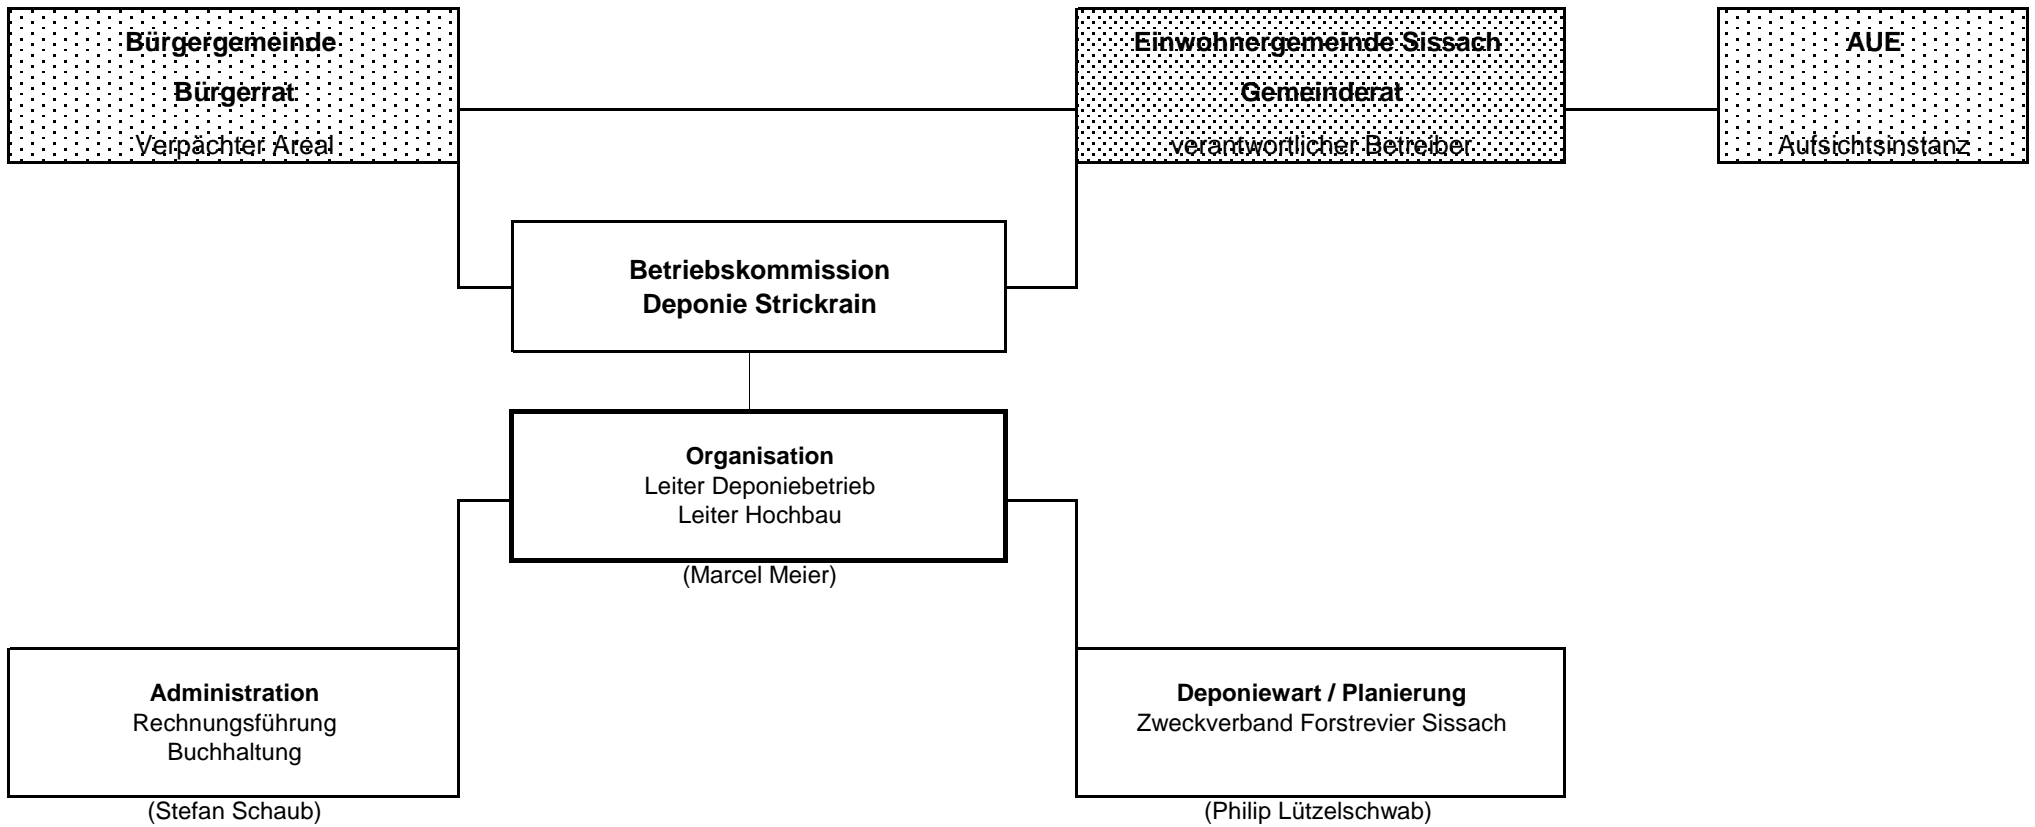 Bürgergemeinde
Bürgerrat
Verpächter Areal
Einwohnergemeinde Sissach
Gemeinderat
verantwortlicher Betreiber
AUE
Aufsichtsinstanz
Betriebskommission
Deponie Strickrain
Organisation
Leiter Deponiebetrieb
Leiter Hochbau
(Marcel Meier)
Administration
Rechnungsführung
Buchhaltung
(Stefan Schaub)
Deponiewart / Planierung
Zweckverband Forstrevier Sissach
(Philip Lützelschwab)